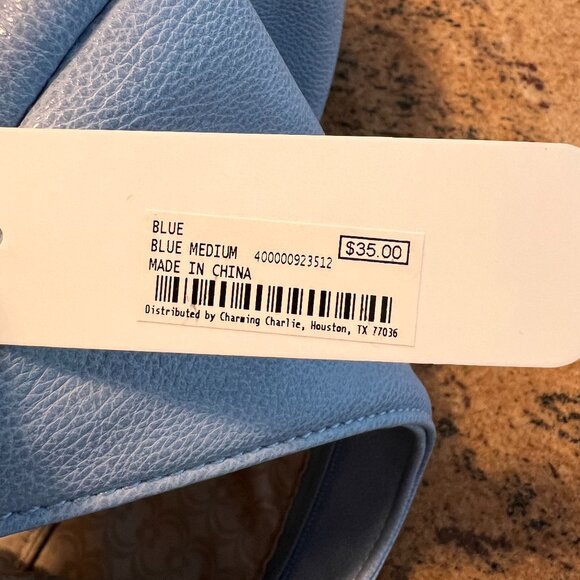 BLUE
BLUE MEDIUM 400000923512 $35.00
MADE IN CHINA
Distributed by Charming Charlie, Houston, TX 77036